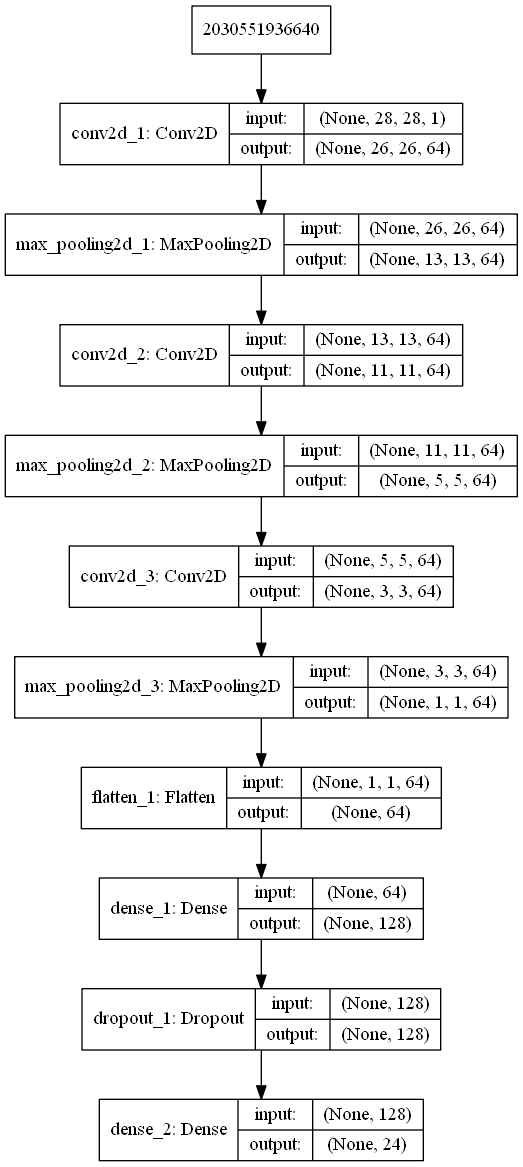 2030551936640
conv2d_1: Conv2D
input: (None, 28, 28, 1)
output: (None, 26, 26, 64)
max_pooling2d_1: MaxPooling2D
input: (None, 26, 26, 64)
output: (None, 13, 13, 64)
conv2d_2: Conv2D
input: (None, 13, 13, 64)
output: (None, 11, 11, 64)
max_pooling2d_2: MaxPooling2D
input: (None, 11, 11, 64)
output: (None, 5, 5, 64)
conv2d_3: Conv2D
input: (None, 5, 5, 64)
output: (None, 3, 3, 64)
max_pooling2d_3: MaxPooling2D
input: (None, 3, 3, 64)
output: (None, 1, 1, 64)
flatten_1: Flatten
input: (None, 1, 1, 64)
output: (None, 64)
dense_1: Dense
input: (None, 64)
output: (None, 128)
dropout_1: Dropout
input: (None, 128)
output: (None, 128)
dense_2: Dense
input: (None, 128)
output: (None, 24)